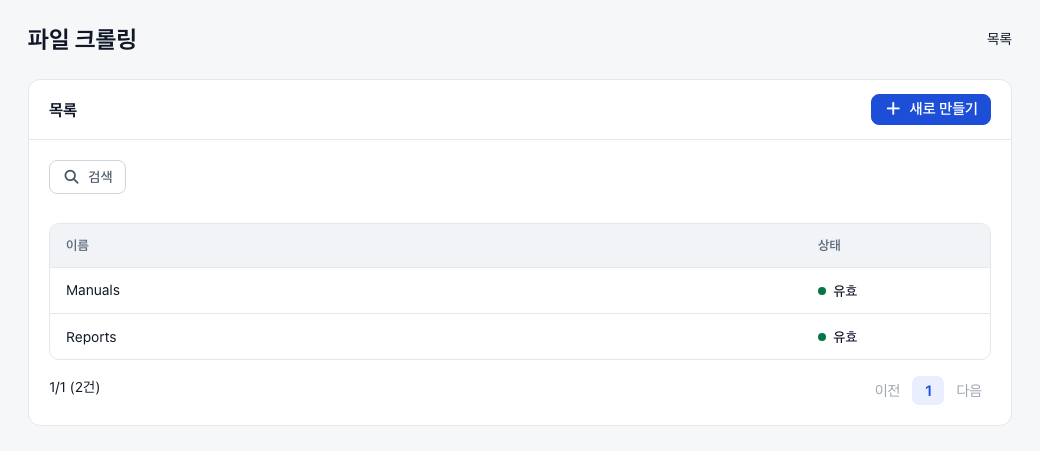 파일 크롤링
목록
목록
새로 만들기
검색
이름 상태
Manuals 유효
Reports 유효
1/1 (2건)
이전 1 다음